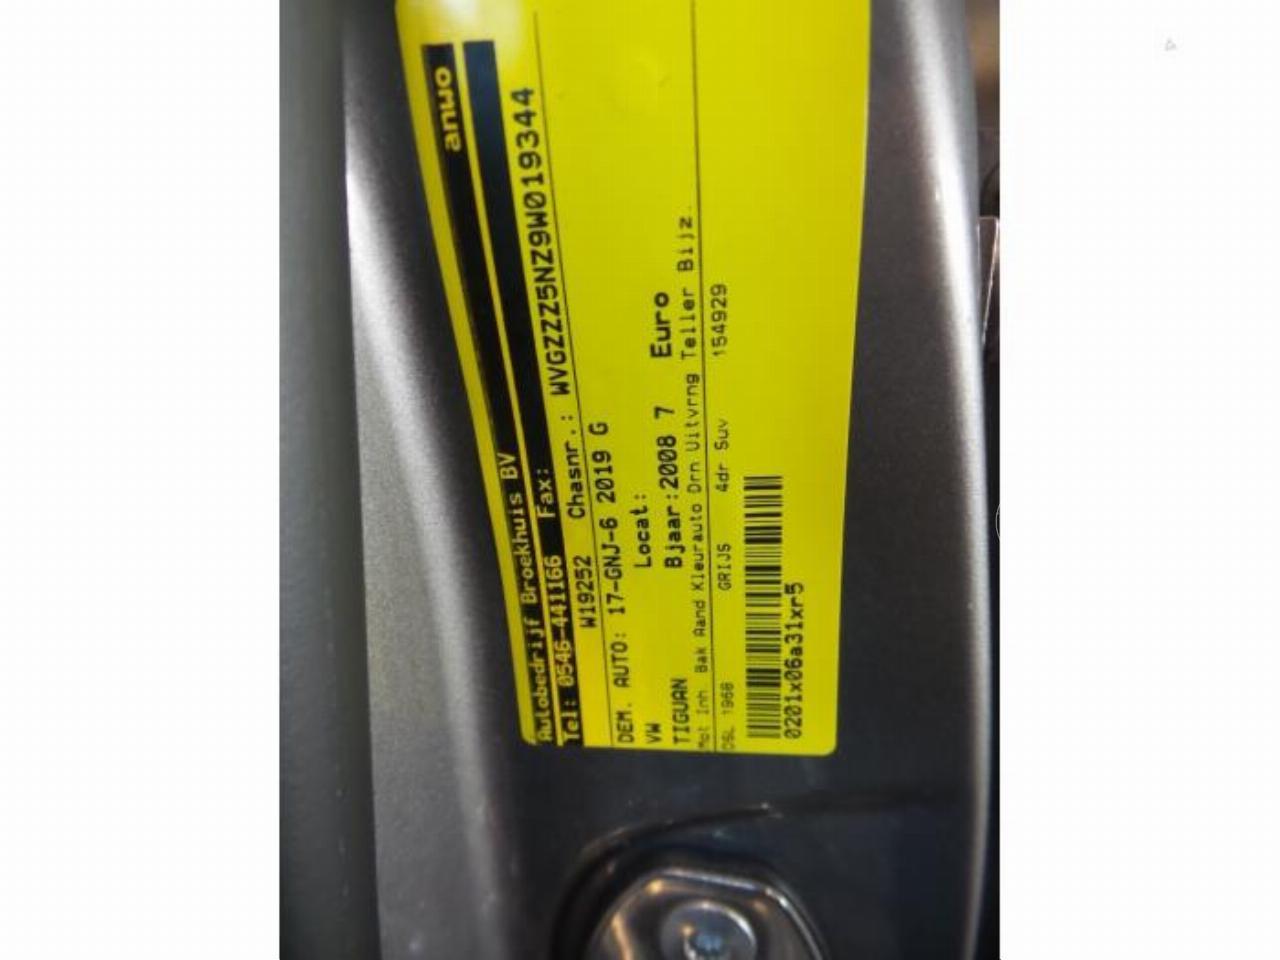 anwo
Autobedrijf Broekhuis BV
Tel: 0546-441166 Fax:
W19252 Chasnr.: WVGZZZ5NZ9W019344
DEM. AUTO: 17-GNJ-6 2019 G
VW Locat:
TIGUAN Bjaar:2008 7 Euro
Mot Inh. Bak Aand Kleurauto Drn Uitvrng Teller Bijz.
DSL 1968 GRIJS 4dr Suv 154929
0201x06a31xr5